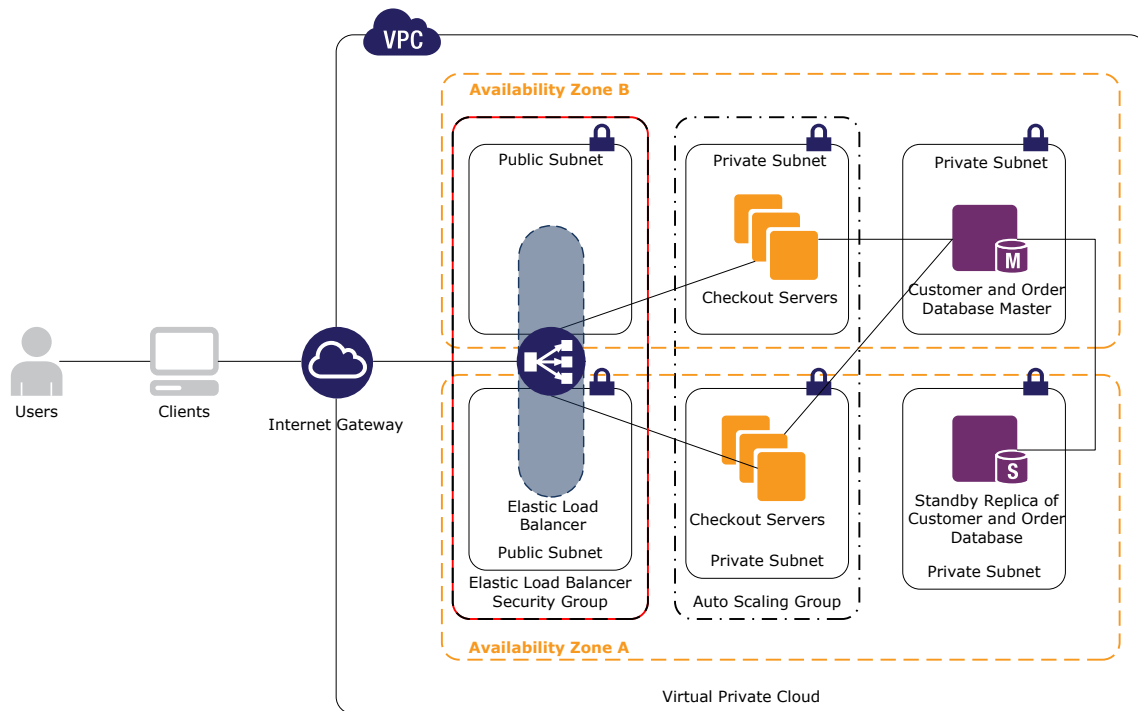 VPC
Availability Zone B
Public Subnet
Private Subnet
Private Subnet
M
Checkout Servers
Customer and Order
Database Master
Users
Clients
Internet Gateway
S
Elastic Load
Balancer
Public Subnet
Checkout Servers
Private Subnet
Standby Replica of
Customer and Order
Database
Private Subnet
Elastic Load Balancer
Security Group
Auto Scaling Group
Availability Zone A
Virtual Private Cloud